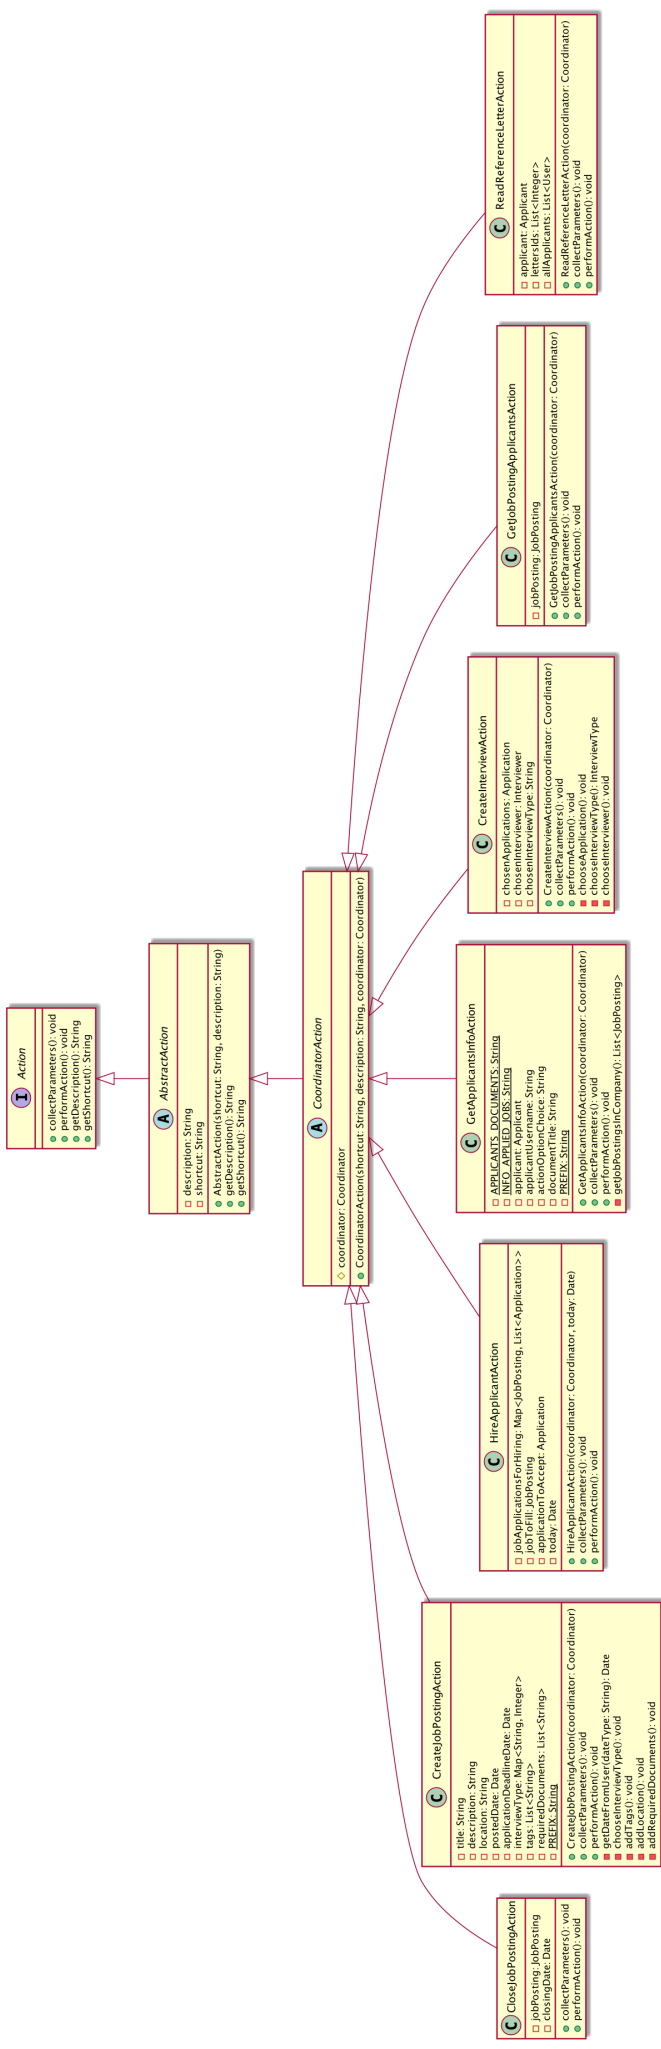 I Action
collectParameters(): void
performAction(): void
getDescription(): String
getShortcut(): String
A AbstractAction
description: String
shortcut: String
AbstractAction(shortcut: String, description: String)
getDescription(): String
getShortcut(): String
A CoordinatorAction
coordinator: Coordinator
CoordinatorAction(shortcut: String, description: String, coordinator: Coordinator)
C CloseJobPostingAction
jobPosting: JobPosting
closingDate: Date
collectParameters(): void
performAction(): void
C CreateJobPostingAction
title: String
description: String
location: String
postedDate: Date
applicationDeadlineDate: Date
interviewType: Map<String, Integer>
tags: List<String>
requiredDocuments: List<String>
PREFIX: String
CreateJobPostingAction(coordinator: Coordinator)
collectParameters(): void
performAction(): void
getDateFromUser(dateType: String): Date
chooseInterviewType(): void
addTags(): void
addLocation(): void
addRequiredDocuments(): void
C HireApplicantAction
jobApplicationsForHiring: Map<JobPosting, List<Application>>
jobToFill: JobPosting
applicationToAccept: Application
today: Date
HireApplicantAction(coordinator: Coordinator, today: Date)
collectParameters(): void
performAction(): void
C GetApplicantsInfoAction
APPLICANTS_DOCUMENTS: String
INFO_APPLIED_JOBS: String
applicant: Applicant
applicantUsername: String
actionOptionChoice: String
documentTitle: String
PREFIX: String
GetApplicantsInfoAction(coordinator: Coordinator)
collectParameters(): void
performAction(): void
getJobPostingsInCompany(): List<JobPosting>
C CreateInterviewAction
chosenApplications: Application
chosenInterviewer: Interviewer
chosenInterviewType: String
CreateInterviewAction(coordinator: Coordinator)
collectParameters(): void
performAction(): void
chooseApplication(): void
chooseInterviewType(): InterviewType
chooseInterviewer(): void
C GetJobPostingApplicantsAction
jobPosting: JobPosting
GetJobPostingApplicantsAction(coordinator: Coordinator)
collectParameters(): void
performAction(): void
C ReadReferenceLetterAction
applicant: Applicant
lettersIds: List<Integer>
allApplicants: List<User>
ReadReferenceLetterAction(coordinator: Coordinator)
collectParameters(): void
performAction(): void